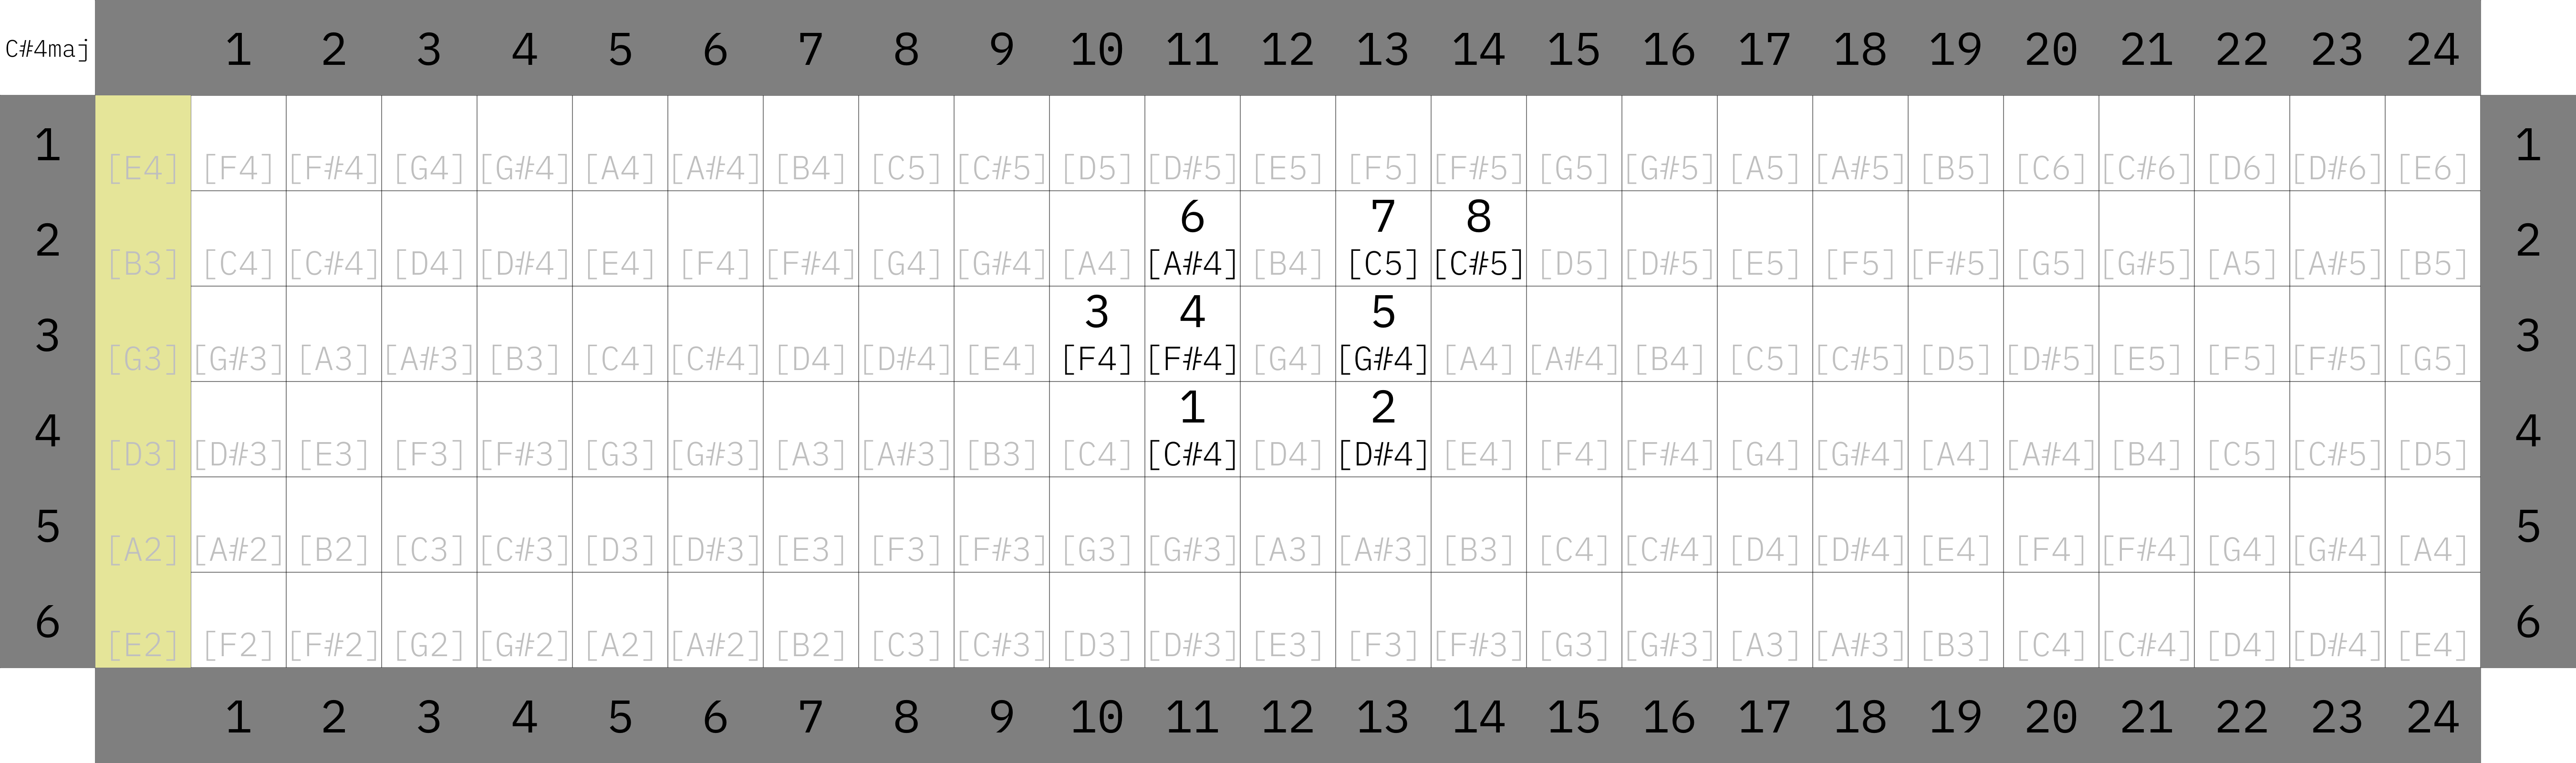 C#4maj 1 2 3 4 5 6 7 8 9 10 11 12 13 14 15 16 17 18 19 20 21 22 23 24
1 [E4] [F4] [F#4] [G4] [G#4] [A4] [A#4] [B4] [C5] [C#5] [D5] [D#5] [E5] [F5] [F#5] [G5] [G#5] [A5] [A#5] [B5] [C6] [C#6] [D6] [D#6] [E6] 1
6 7 8
2 [B3] [C4] [C#4] [D4] [D#4] [E4] [F4] [F#4] [G4] [G#4] [A4] [A#4] [B4] [C5] [C#5] [D5] [D#5] [E5] [F5] [F#5] [G5] [G#5] [A5] [A#5] [B5] 2
3 4 5
3 [G3] [G#3] [A3] [A#3] [B3] [C4] [C#4] [D4] [D#4] [E4] [F4] [F#4] [G4] [G#4] [A4] [A#4] [B4] [C5] [C#5] [D5] [D#5] [E5] [F5] [F#5] [G5] 3
1 2
4 [D3] [D#3] [E3] [F3] [F#3] [G3] [G#3] [A3] [A#3] [B3] [C4] [C#4] [D4] [D#4] [E4] [F4] [F#4] [G4] [G#4] [A4] [A#4] [B4] [C5] [C#5] [D5] 4
5 [A2] [A#2] [B2] [C3] [C#3] [D3] [D#3] [E3] [F3] [F#3] [G3] [G#3] [A3] [A#3] [B3] [C4] [C#4] [D4] [D#4] [E4] [F4] [F#4] [G4] [G#4] [A4] 5
6 [E2] [F2] [F#2] [G2] [G#2] [A2] [A#2] [B2] [C3] [C#3] [D3] [D#3] [E3] [F3] [F#3] [G3] [G#3] [A3] [A#3] [B3] [C4] [C#4] [D4] [D#4] [E4] 6
1 2 3 4 5 6 7 8 9 10 11 12 13 14 15 16 17 18 19 20 21 22 23 24